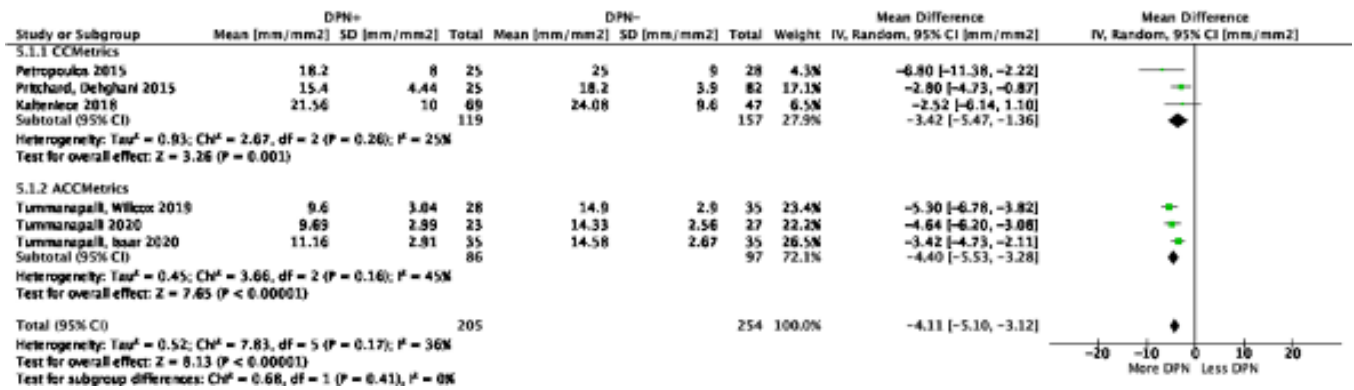 DPN+ DPN- Mean Difference Mean Difference
Study or Subgroup Mean [mm/mm2] SD [mm/mm2] Total Mean [mm/mm2] SD [mm/mm2] Total Weight IV, Random, 95% CI [mm/mm2] IV, Random, 95% CI [mm/mm2]
5.1.1 CCMetrics
Petropoulos 2015 18.2 8 25 25 9 28 4.3% -6.80 [-11.38, -2.22]
Pritchard, Dehghani 2015 15.4 4.44 25 18.2 3.9 82 17.1% -2.80 [-4.73, -0.87]
Kalteniece 2018 21.56 10 69 24.08 9.6 47 6.5% -2.52 [-6.14, 1.10]
Subtotal (95% CI) 119 157 27.9% -3.42 [-5.47, -1.36]
Heterogeneity: Tau² = 0.93; Chi² = 2.67, df = 2 (P = 0.26); I² = 25%
Test for overall effect: Z = 3.26 (P = 0.001)
5.1.2 ACCMetrics
Tummanapalli, Willcox 2019 9.6 3.04 28 14.9 2.9 35 23.4% -5.30 [-6.78, -3.82]
Tummanapalli 2020 9.69 2.99 23 14.33 2.56 27 22.2% -4.64 [-6.20, -3.08]
Tummanapalli, Issar 2020 11.16 2.91 35 14.58 2.67 35 26.5% -3.42 [-4.73, -2.11]
Subtotal (95% CI) 86 97 72.1% -4.40 [-5.53, -3.28]
Heterogeneity: Tau² = 0.45; Chi² = 3.66, df = 2 (P = 0.16); I² = 45%
Test for overall effect: Z = 7.65 (P < 0.00001)
Total (95% CI) 205 254 100.0% -4.11 [-5.10, -3.12]
Heterogeneity: Tau² = 0.52; Chi² = 7.83, df = 5 (P = 0.17); I² = 36%
Test for overall effect: Z = 8.13 (P < 0.00001)
Test for subgroup differences: Chi² = 0.68, df = 1 (P = 0.41), I² = 0%
-20 -10 0 10 20
More DPN Less DPN